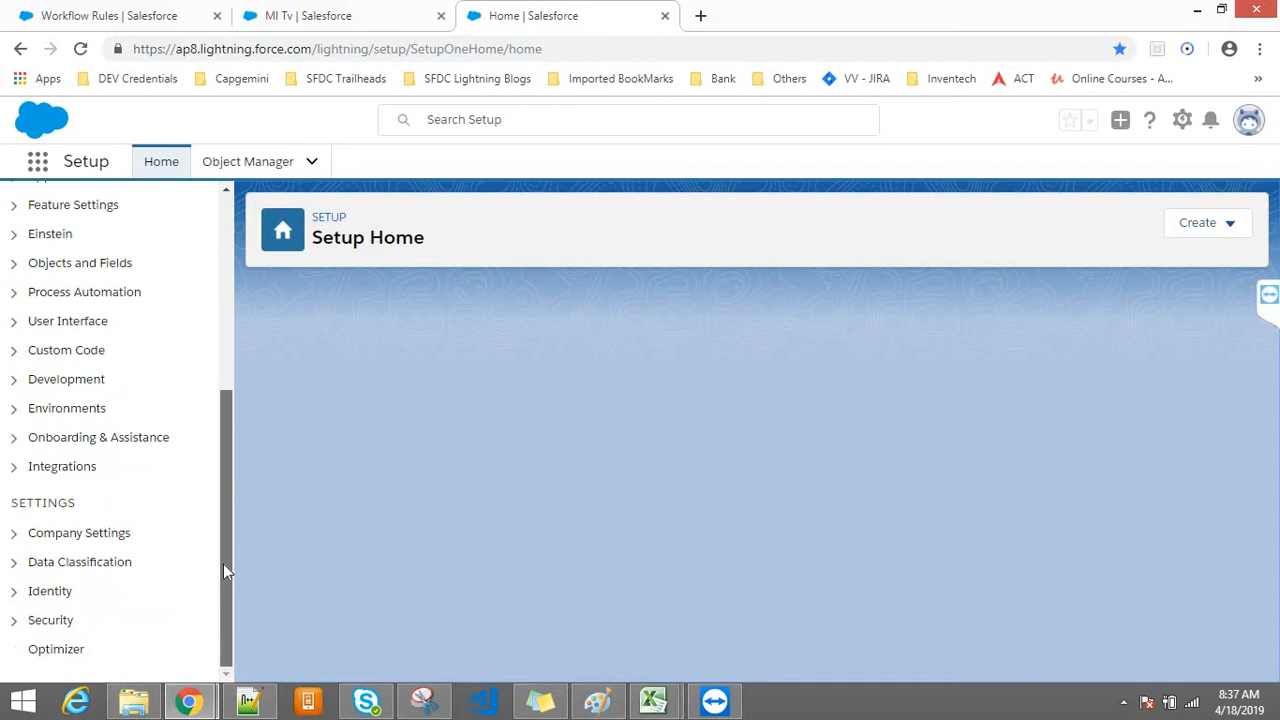 Workflow Rules | Salesforce
MI Tv | Salesforce
Home | Salesforce
https://ap8.lightning.force.com/lightning/setup/SetupOneHome/home
Apps
DEV Credentials
Capgemini
SFDC Trailheads
SFDC Lightning Blogs
Imported BookMarks
Bank
Others
VV - JIRA
Inventech
ACT
Online Courses - A...
Search Setup
Setup
Home
Object Manager
Feature Settings
Einstein
Objects and Fields
Process Automation
User Interface
Custom Code
Development
Environments
Onboarding & Assistance
Integrations
SETTINGS
Company Settings
Data Classification
Identity
Security
Optimizer
SETUP
Setup Home
Create
8:37 AM
4/18/2019